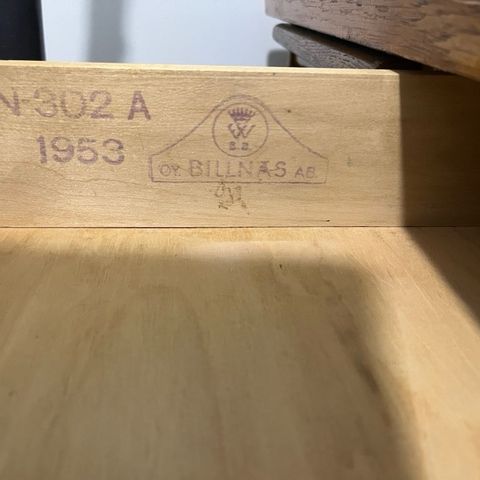 N-302 A
1953
W
B.B.
OY. BILLNÄS AB.